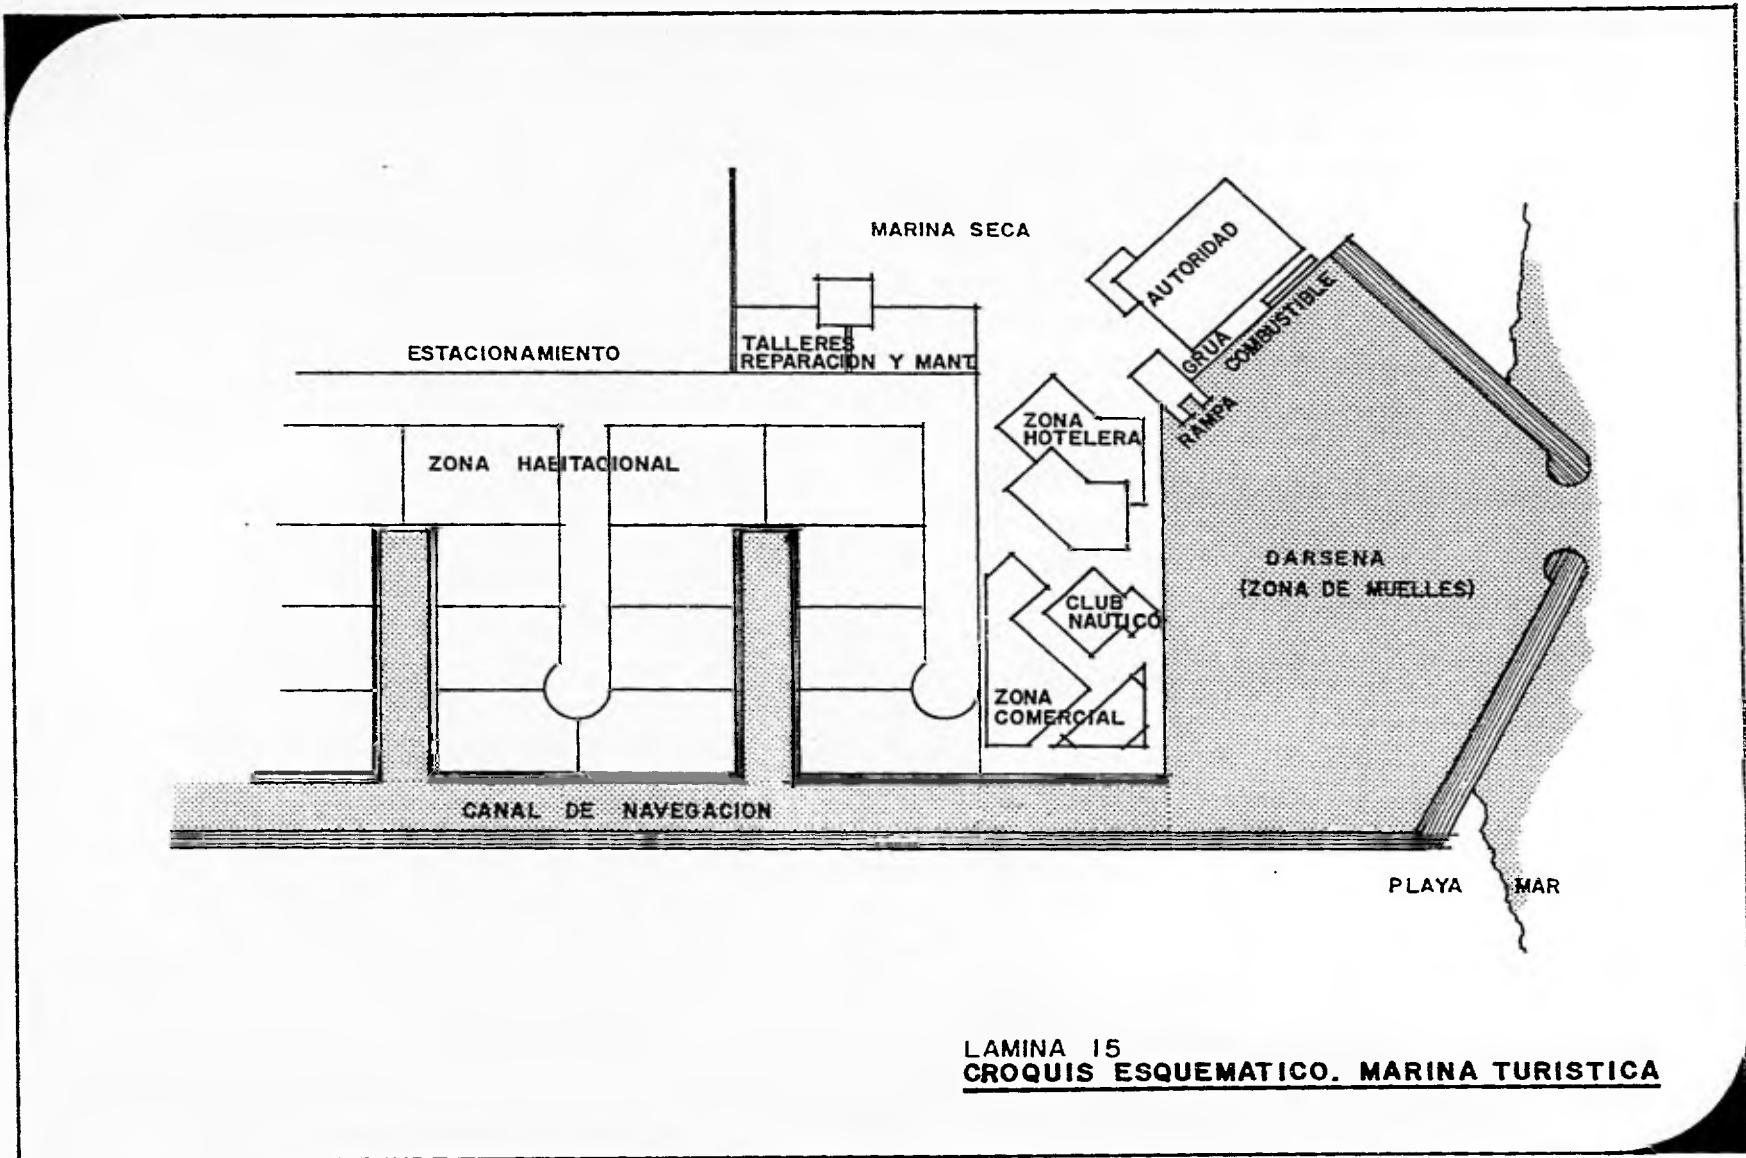 MARINA SECA
AUTORIDAD
GRUA
COMBUSTIBLE
RAMPA
ESTACIONAMIENTO
TALLERES
REPARACION Y MANT
ZONA
HOTELERA
ZONA HABITACIONAL
DARSENA
(ZONA DE MUELLES)
CLUB
NAUTICO
ZONA
COMERCIAL
CANAL DE NAVEGACION
PLAYA
MAR
LAMINA 15
CROQUIS ESQUEMATICO. MARINA TURISTICA